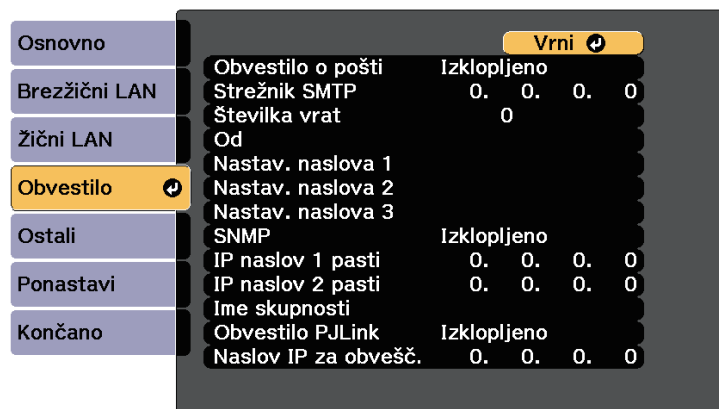 Osnovno
Brezžični LAN
Žični LAN
Obvestilo
Ostali
Ponastavi
Končano
Vrni
Obvestilo o pošti Izklopljeno
Strežnik SMTP 0. 0. 0. 0
Številka vrat 0
Od
Nastav. naslova 1
Nastav. naslova 2
Nastav. naslova 3
SNMP Izklopljeno
IP naslov 1 pasti 0. 0. 0. 0
IP naslov 2 pasti 0. 0. 0. 0
Ime skupnosti
Obvestilo PJLink Izklopljeno
Naslov IP za obvešč. 0. 0. 0. 0